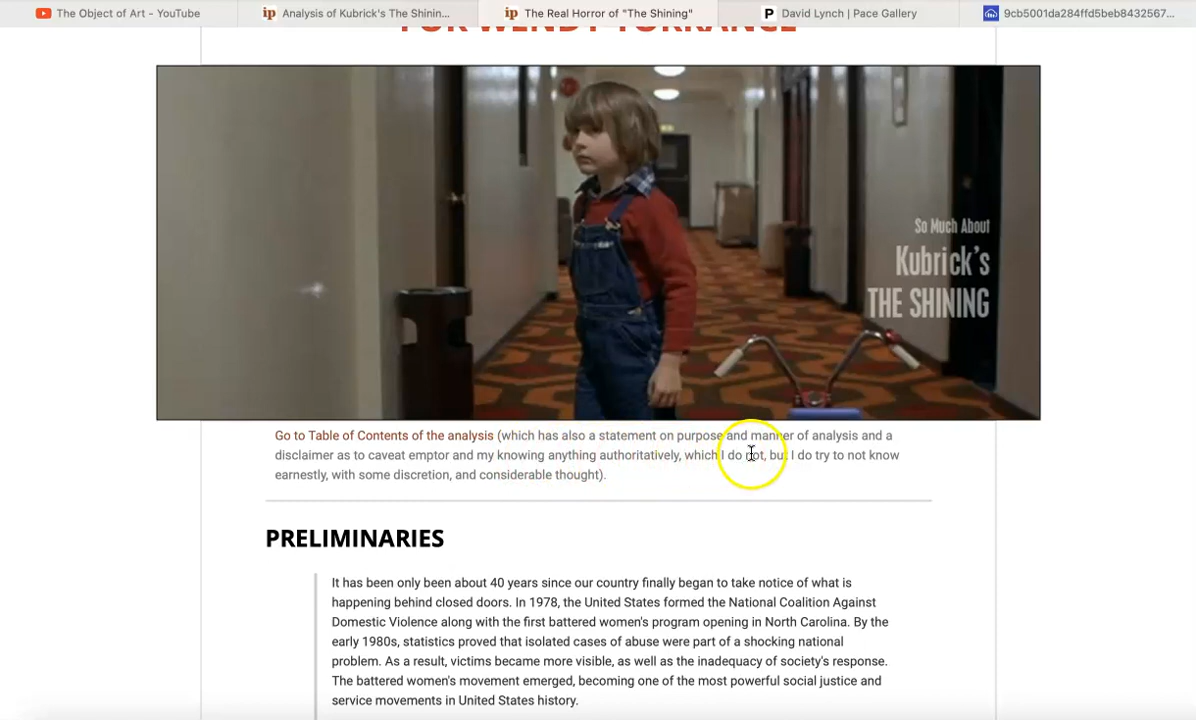 The Object of Art - YouTube
ip Analysis of Kubrick's The Shinin...
ip The Real Horror of "The Shining"
P David Lynch | Pace Gallery
9cb5001da284ffd5beb8432567...
FOR WENDY TORRANCE
So Much About
Kubrick's
THE SHINING
Go to Table of Contents of the analysis (which has also a statement on purpose and manner of analysis and a
disclaimer as to caveat emptor and my knowing anything authoritatively, which I do not, but I do try to not know
earnestly, with some discretion, and considerable thought).
PRELIMINARIES
It has been only been about 40 years since our country finally began to take notice of what is
happening behind closed doors. In 1978, the United States formed the National Coalition Against
Domestic Violence along with the first battered women's program opening in North Carolina. By the
early 1980s, statistics proved that isolated cases of abuse were part of a shocking national
problem. As a result, victims became more visible, as well as the inadequacy of society's response.
The battered women's movement emerged, becoming one of the most powerful social justice and
service movements in United States history.